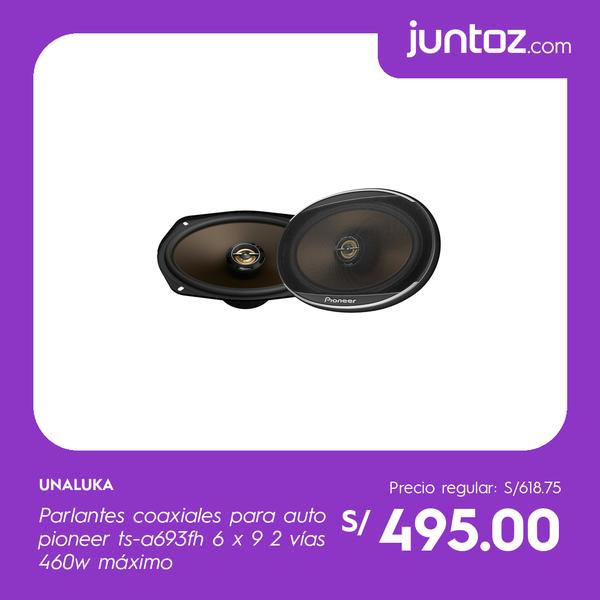 juntoz.com
Pioneer
UNALUKA
Parlantes coaxiales para auto
pioneer ts-a693fh 6 x 9 2 vías
460w máximo
Precio regular: S/618.75
S/ 495.00